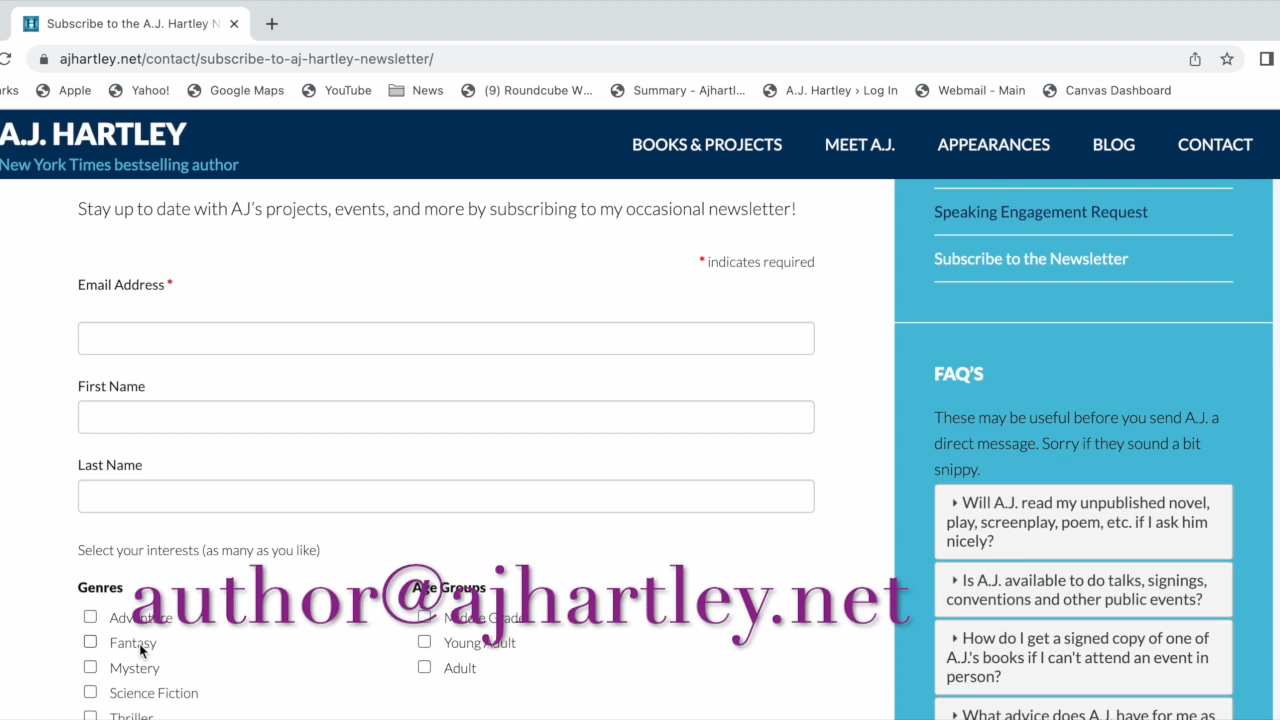 Subscribe to the A.J. Hartley N
ajhartley.net/contact/subscribe-to-aj-hartley-newsletter/
rks Apple Yahoo! Google Maps YouTube News (9) Roundcube W... Summary - Ajhartl... A.J. Hartley › Log In Webmail - Main Canvas Dashboard
A.J. HARTLEY
New York Times bestselling author
BOOKS & PROJECTS MEET A.J. APPEARANCES BLOG CONTACT
Stay up to date with AJ's projects, events, and more by subscribing to my occasional newsletter!
* indicates required
Email Address *
First Name
Last Name
Select your interests (as many as you like)
Genres
Adventure
Fantasy
Mystery
Science Fiction
Thriller
Age Groups
Middle Grade
Young Adult
Adult
author@ajhartley.net
Speaking Engagement Request
Subscribe to the Newsletter
FAQ'S
These may be useful before you send A.J. a
direct message. Sorry if they sound a bit
snippy.
Will A.J. read my unpublished novel,
play, screenplay, poem, etc. if I ask him
nicely?
Is A.J. available to do talks, signings,
conventions and other public events?
How do I get a signed copy of one of
A.J.'s books if I can't attend an event in
person?
What advice does A.J. have for me as